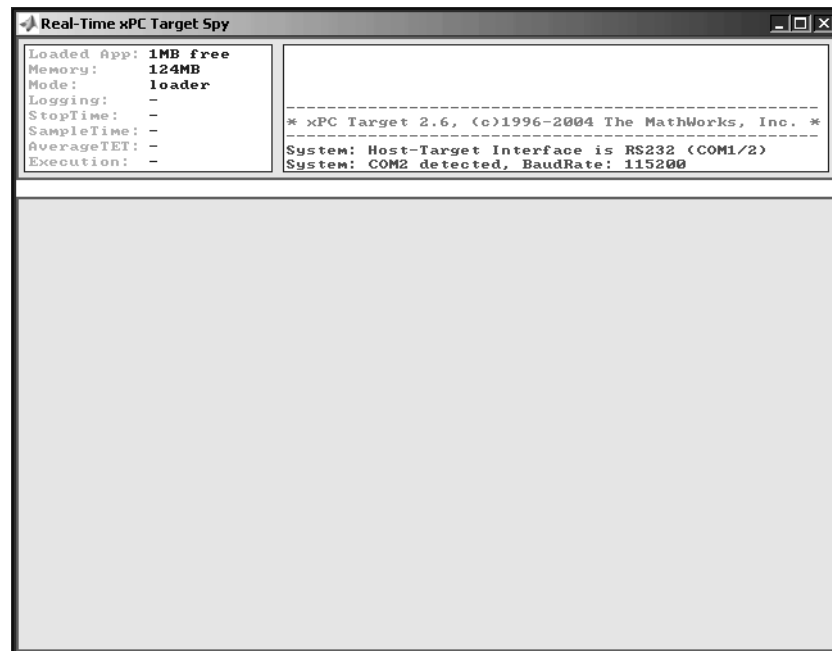 Real-Time xPC Target Spy
Loaded App: 1MB free
Memory: 124MB
Mode: loader
Logging: -
StopTime: -
SampleTime: -
AverageTET: -
Execution: -
------------------------------------------------------
* xPC Target 2.6, (c)1996-2004 The MathWorks, Inc. *
------------------------------------------------------
System: Host-Target Interface is RS232 (COM1/2)
System: COM2 detected, BaudRate: 115200